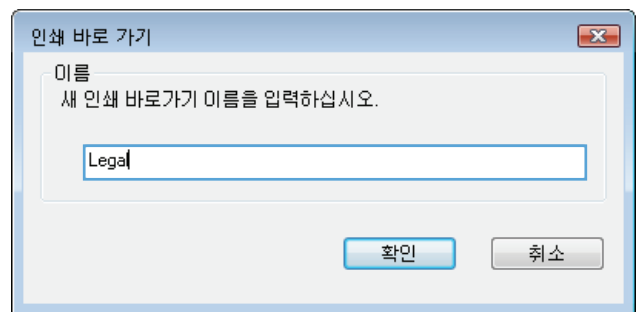 인쇄 바로 가기
이름
새 인쇄 바로가기 이름을 입력하십시오.
Legal
확인
취소